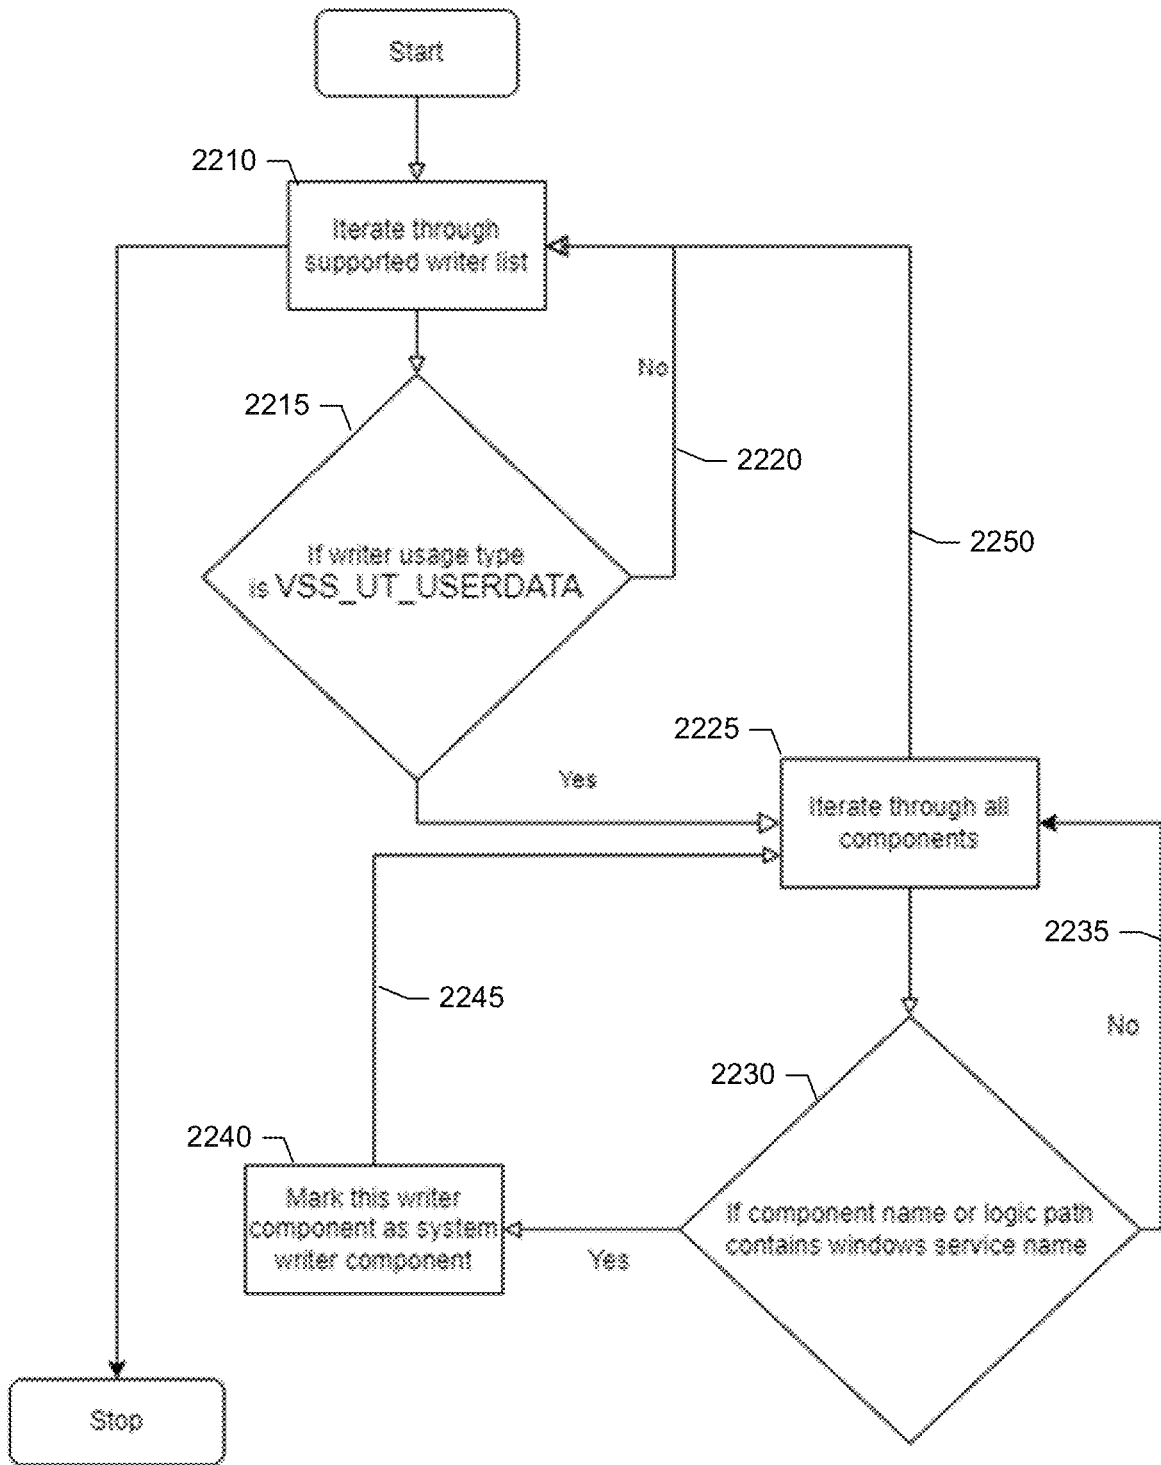 Start
2210
Iterate through
supported writer list
No
2215
2220
If writer usage type
is VSS_UT_USERDATA
2250
2225
Yes
Iterate through all
components
2235
2245
No
2230
2240
Mark this writer
component as system
writer component
If component name or logic path
contains windows service name
Yes
Stop